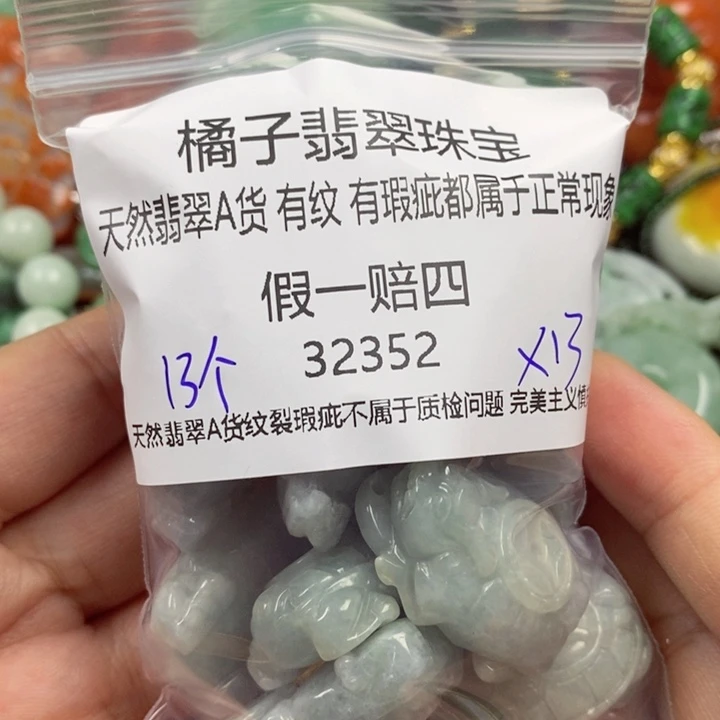 橘子翡翠珠宝
天然翡翠A货 有纹 有瑕疵都属于正常现象
假一赔四
13个 32352 X13
天然翡翠A货纹裂瑕疵不属于质检问题 完美主义慎